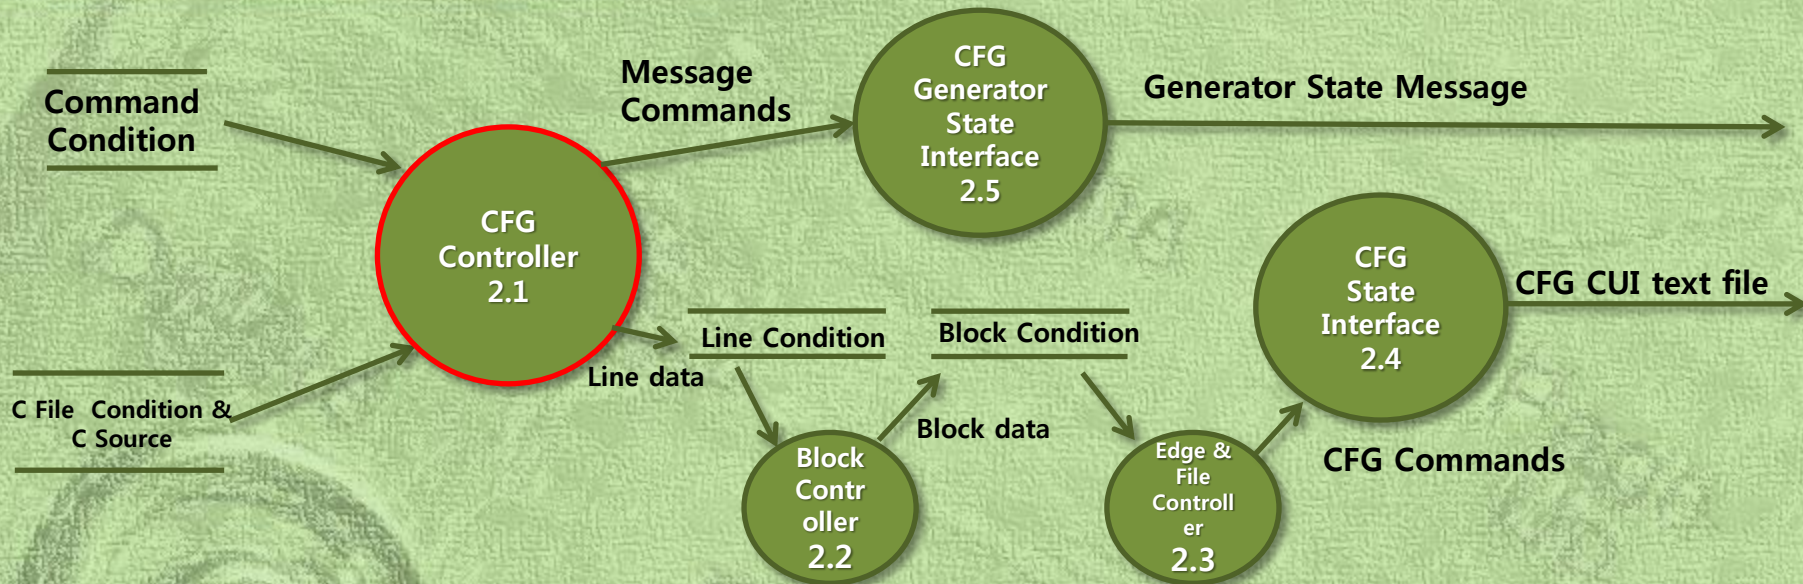 Command
Condition
C File Condition &
C Source
CFG
Controller
2.1
Message
Commands
CFG
Generator
State
Interface
2.5
Generator State Message
Line data
Line Condition
Block
Contr
oller
2.2
Block data
Block Condition
Edge &
File
Controll
er
2.3
CFG Commands
CFG
State
Interface
2.4
CFG CUI text file